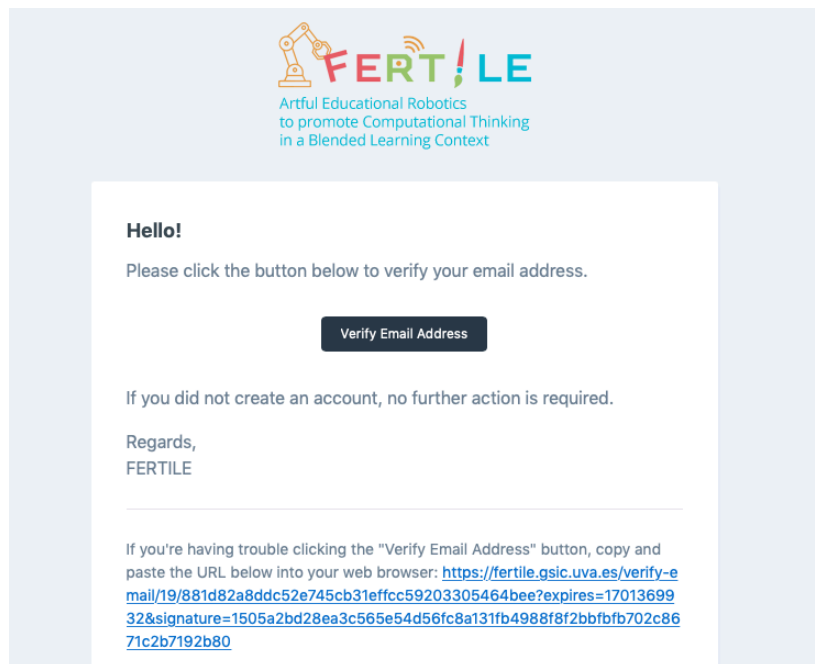 FERTILE
Artful Educational Robotics
to promote Computational Thinking
in a Blended Learning Context
Hello!
Please click the button below to verify your email address.
Verify Email Address
If you did not create an account, no further action is required.
Regards,
FERTILE
If you're having trouble clicking the "Verify Email Address" button, copy and
paste the URL below into your web browser: https://fertile.gsic.uva.es/verify-e
mail/19/881d82a8ddc52e745cb31effcc59203305464bee?expires=17013699
32&signature=1505a2bd28ea3c565e54d56fc8a131fb4988f8f2bbfbfb702c86
71c2b7192b80